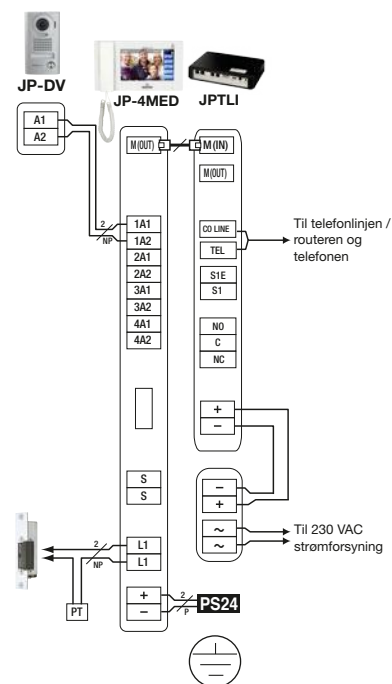 JP-DV
JP-4MED
JPTLI
A1
A2
M(OUT)
M(IN)
M(OUT)
2
NP
1A1
1A2
2A1
2A2
3A1
3A2
4A1
4A2
CO LINE
TEL
S1E
S1
Til telefonlinjen /
routeren og
telefonen
NO
C
NC
+
−
S
S
−
+
~
~
Til 230 VAC
strømforsyning
2
NP
L1
L1
PT
+
−
2
P
PS24